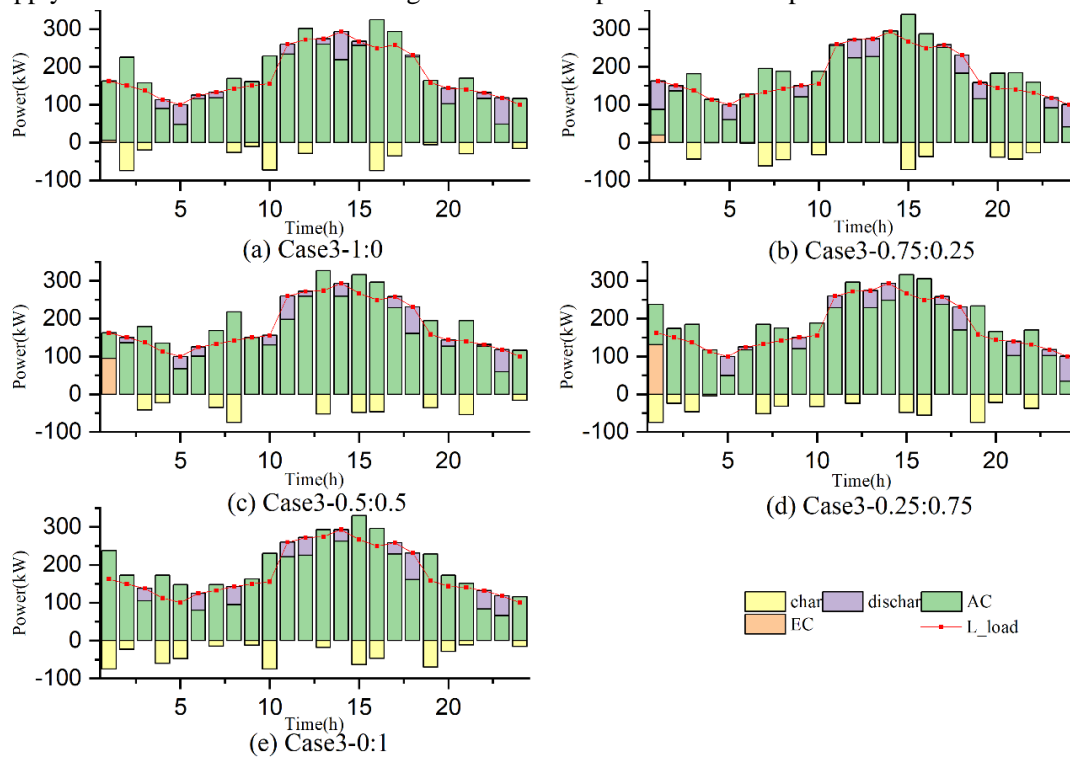 300
200
100
0
-100
Power(kW)
5 10 15 20
Time(h)
(a) Case3-1:0
300
200
100
0
-100
Power(kW)
5 10 15 20
Time(h)
(b) Case3-0.75:0.25
300
200
100
0
-100
Power(kW)
5 10 15 20
Time(h)
(c) Case3-0.5:0.5
300
200
100
0
-100
Power(kW)
5 10 15 20
Time(h)
(d) Case3-0.25:0.75
300
200
100
0
-100
Power(kW)
5 10 15 20
Time(h)
(e) Case3-0:1
char dischar AC
EC L_load